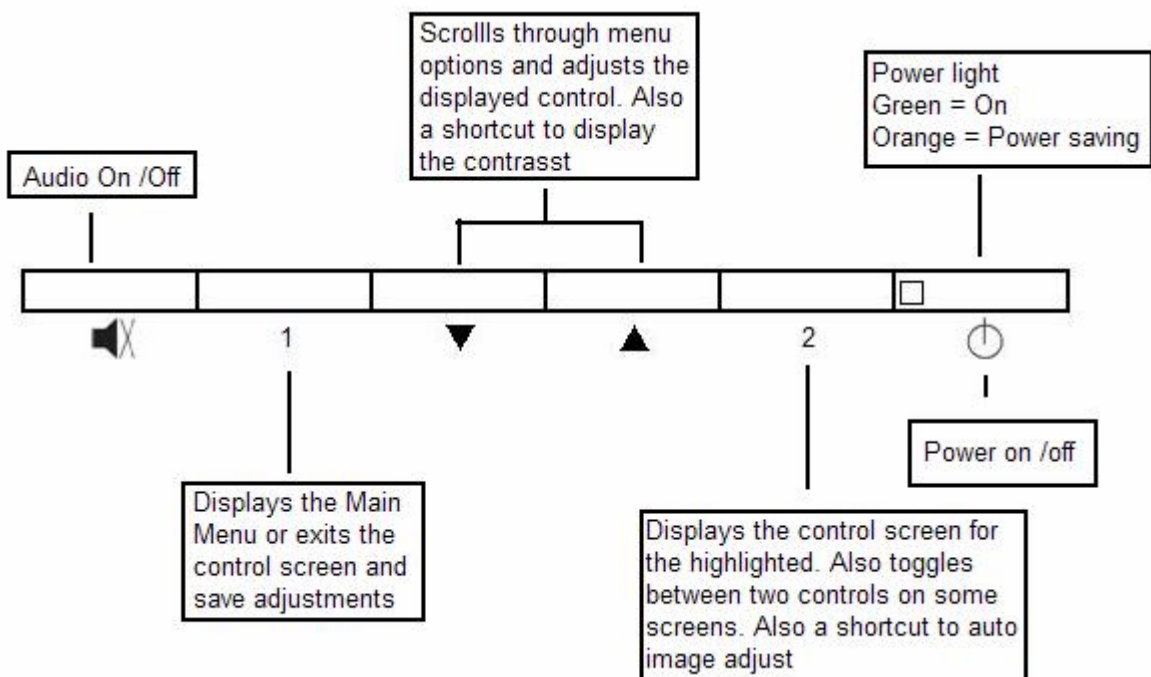 Scrollls through menu
options and adjusts the
displayed control. Also
a shortcut to display
the contrasst
Power light
Green = On
Orange = Power saving
Audio On /Off
1
2
Power on /off
Displays the Main
Menu or exits the
control screen and
save adjustments
Displays the control screen for
the highlighted. Also toggles
between two controls on some
screens. Also a shortcut to auto
image adjust